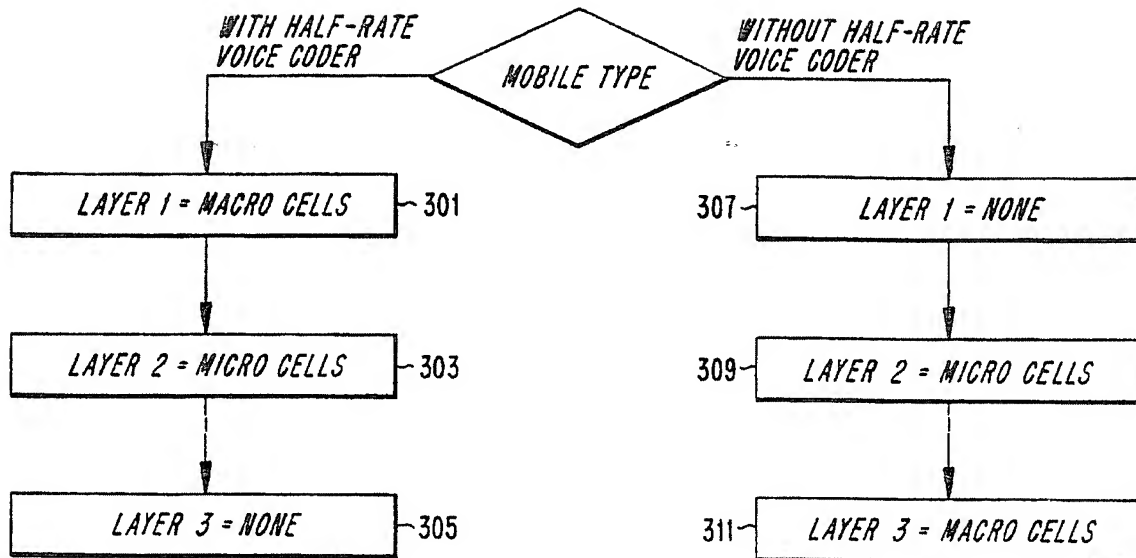 WITH HALF-RATE
VOICE CODER
MOBILE TYPE
WITHOUT HALF-RATE
VOICE CODER
LAYER 1 = MACRO CELLS
301
307
LAYER 1 = NONE
LAYER 2 = MICRO CELLS
303
309
LAYER 2 = MICRO CELLS
LAYER 3 = NONE
305
311
LAYER 3 = MACRO CELLS